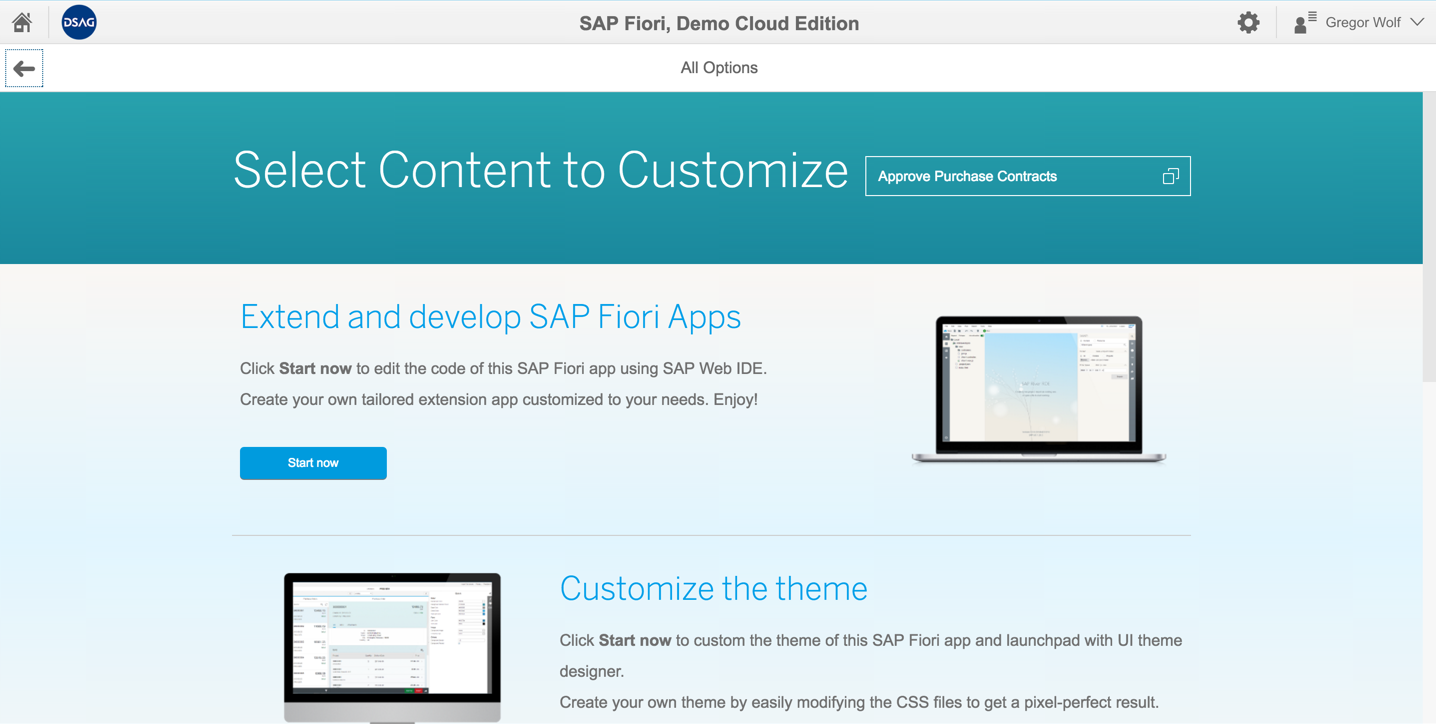 DSAG
SAP Fiori, Demo Cloud Edition
Gregor Wolf
All Options
Select Content to Customize
Approve Purchase Contracts
Extend and develop SAP Fiori Apps
Click Start now to edit the code of this SAP Fiori app using SAP Web IDE.
Create your own tailored extension app customized to your needs. Enjoy!
Start now
Customize the theme
Click Start now to custom the theme of this SAP Fiori app and launchpad with UI theme
designer.
Create your own theme by easily modifying the CSS files to get a pixel-perfect result.